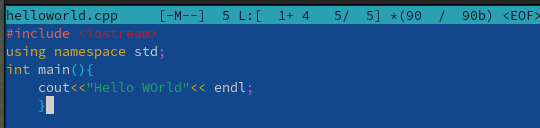 helloworld.cpp [-M--] 5 L:[ 1+ 4 5/ 5] *(90 / 90b) <EOF>
#include <iostream>
using namespace std;
int main(){
    cout<<"Hello WOrld"<< endl;
    }